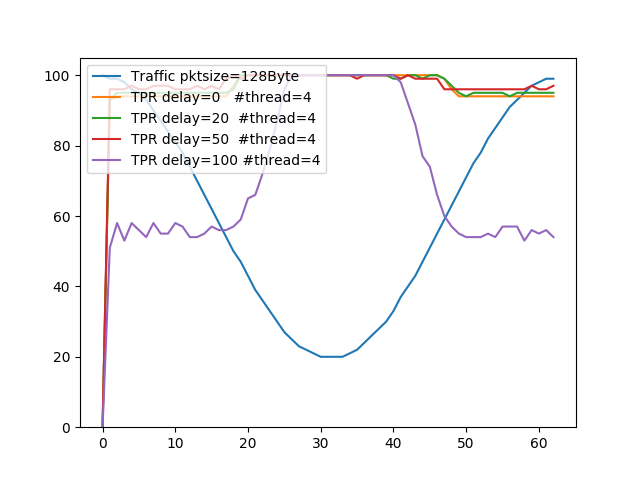 100
80
60
40
20
0
Traffic pktsize=128Byte
TPR delay=0 #thread=4
TPR delay=20 #thread=4
TPR delay=50 #thread=4
TPR delay=100 #thread=4
0 10 20 30 40 50 60